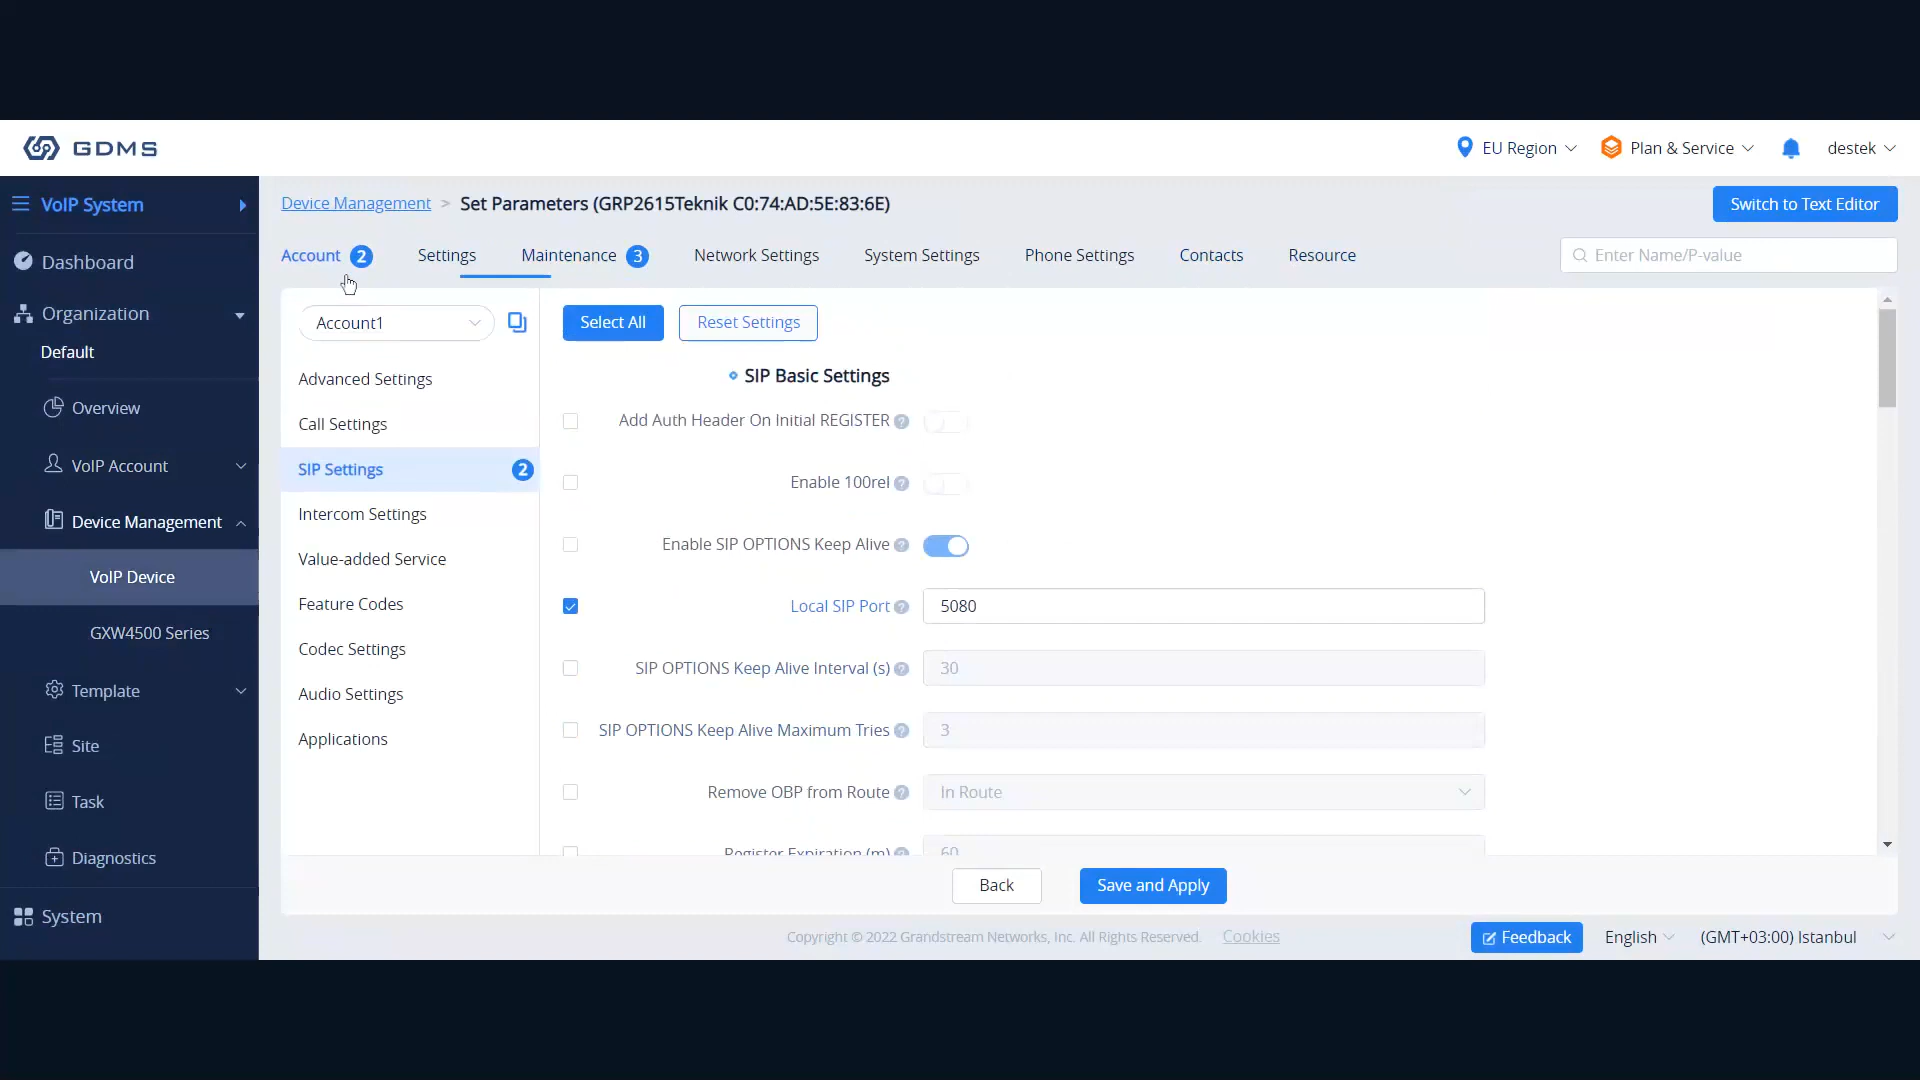 GDMS
EU Region
Plan & Service
destek
VoIP System
Device Management > Set Parameters (GRP2615Teknik C0:74:AD:5E:83:6E)
Switch to Text Editor
Dashboard
Account 2
Settings
Maintenance 3
Network Settings
System Settings
Phone Settings
Contacts
Resource
Enter Name/P-value
Organization
Default
Overview
VoIP Account
Device Management
VoIP Device
GXW4500 Series
Template
Site
Task
Diagnostics
System
Account1
Advanced Settings
Call Settings
SIP Settings 2
Intercom Settings
Value-added Service
Feature Codes
Codec Settings
Audio Settings
Applications
Select All
Reset Settings
SIP Basic Settings
Add Auth Header On Initial REGISTER ?
Enable 100rel ?
Enable SIP OPTIONS Keep Alive ?
Local SIP Port ? 5080
SIP OPTIONS Keep Alive Interval (s) ? 30
SIP OPTIONS Keep Alive Maximum Tries ? 3
Remove OBP from Route ? In Route
Register Expiration (m) ? 60
Back
Save and Apply
Copyright © 2022 Grandstream Networks, Inc. All Rights Reserved.
Cookies
Feedback
English
(GMT+03:00) Istanbul